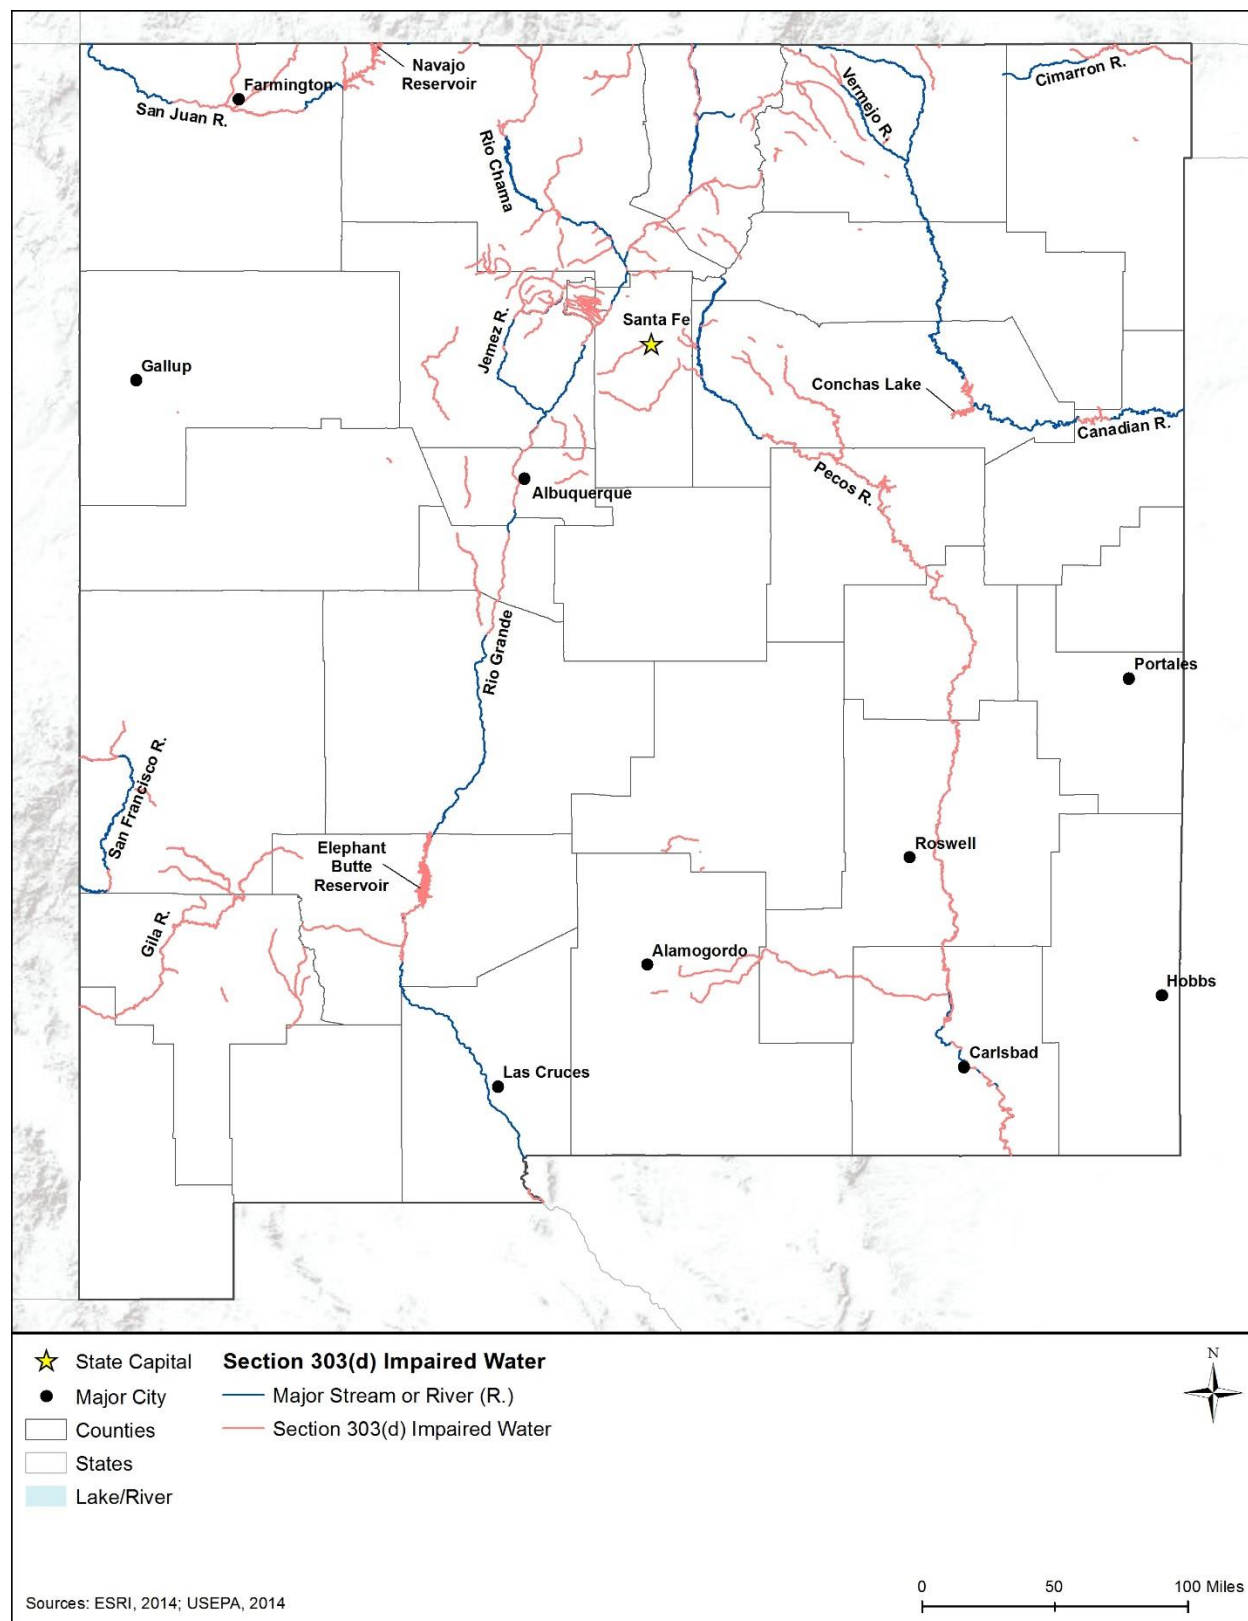 Navajo
Reservoir
Farmington
San Juan R.
Rio Chama
Vermejo R.
Cimarron R.
Jemez R.
Santa Fe
Gallup
Conchas Lake
Canadian R.
Pecos R.
Albuquerque
Rio Grande
Portales
San Francisco R.
Elephant
Butte
Reservoir
Roswell
Gila R.
Alamogordo
Hobbs
Carlsbad
Las Cruces
State Capital
Major City
Counties
States
Lake/River
Section 303(d) Impaired Water
Major Stream or River (R.)
Section 303(d) Impaired Water
N
Sources: ESRI, 2014; USEPA, 2014
0 50 100 Miles